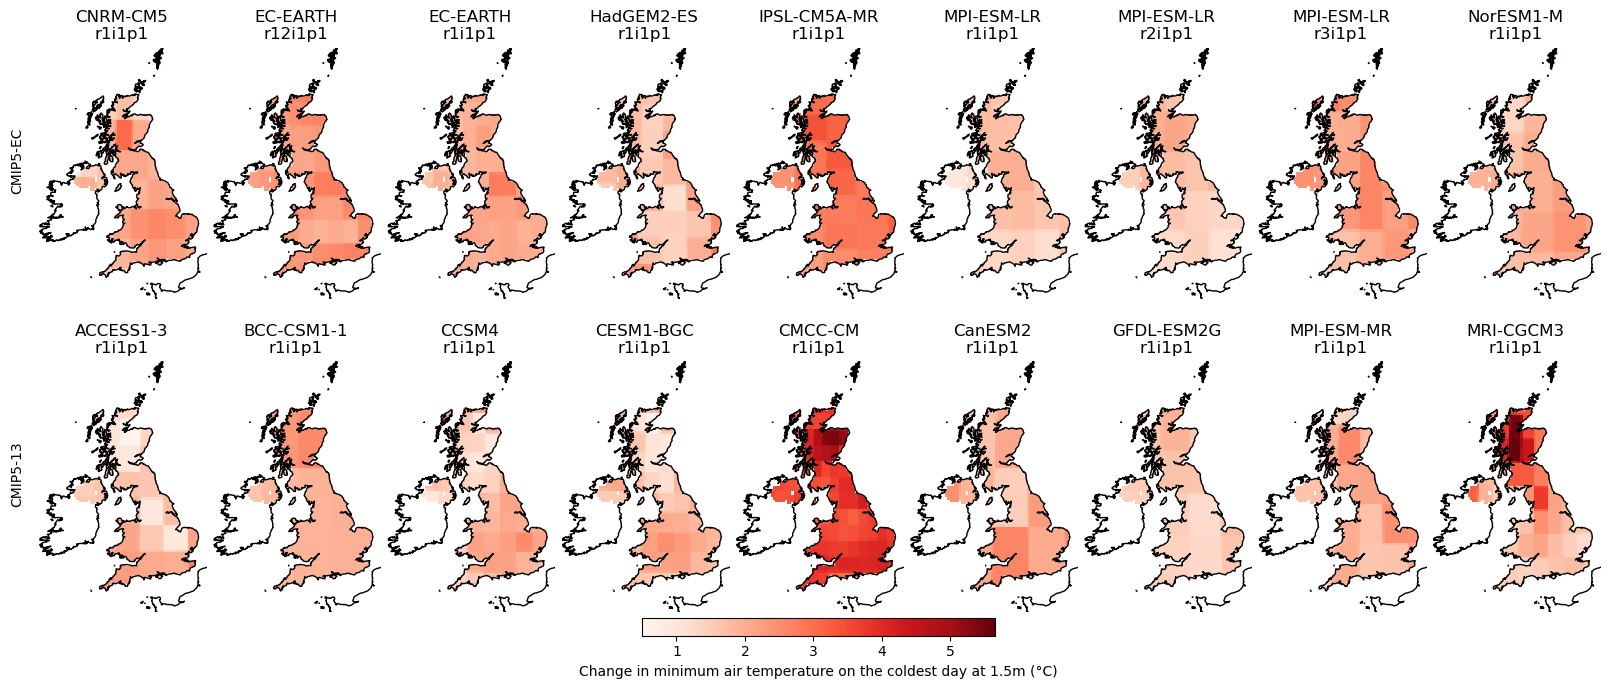 CNRM-CM5 EC-EARTH EC-EARTH HadGEM2-ES IPSL-CM5A-MR MPI-ESM-LR MPI-ESM-LR MPI-ESM-LR NorESM1-M
r1i1p1 r12i1p1 r1i1p1 r1i1p1 r1i1p1 r1i1p1 r2i1p1 r3i1p1 r1i1p1
CMIP5-EC
ACCESS1-3 BCC-CSM1-1 CCSM4 CESM1-BGC CMCC-CM CanESM2 GFDL-ESM2G MPI-ESM-MR MRI-CGCM3
r1i1p1 r1i1p1 r1i1p1 r1i1p1 r1i1p1 r1i1p1 r1i1p1 r1i1p1 r1i1p1
CMIP5-13
1 2 3 4 5
Change in minimum air temperature on the coldest day at 1.5m (°C)